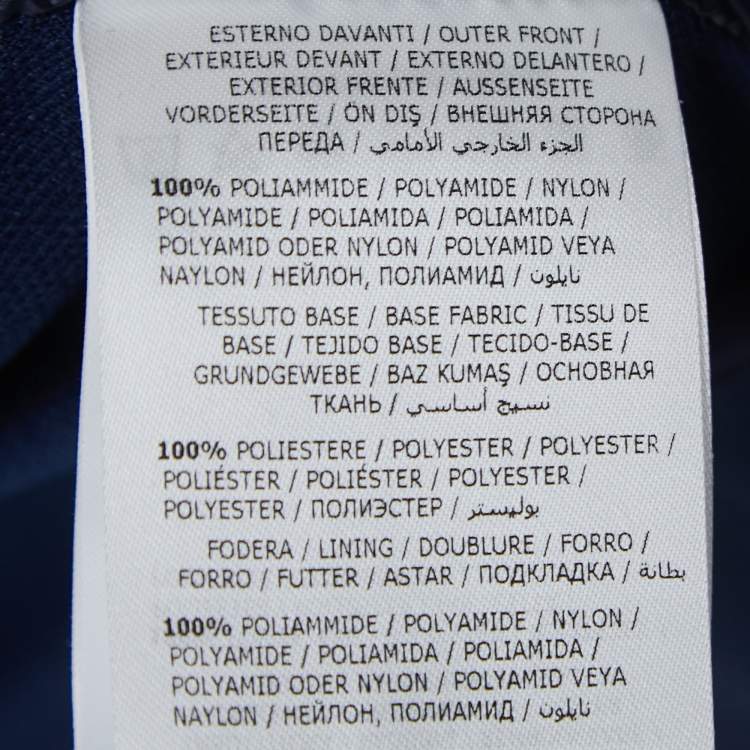 ESTERNO DAVANTI / OUTER FRONT /
EXTERIEUR DEVANT / EXTERNO DELANTERO /
EXTERIOR FRENTE / AUSSENSEITE
VORDERSEITE / ÖN DIŞ / ВНЕШНЯЯ СТОРОНА
ПЕРЕДА / الجزء الخارجي الأمامي
100% POLIAMMIDE / POLYAMIDE / NYLON /
POLYAMIDE / POLIAMIDA / POLIAMIDA /
POLYAMID ODER NYLON / POLYAMID VEYA
NAYLON / НЕЙЛОН, ПОЛИАМИД / نايلون
TESSUTO BASE / BASE FABRIC / TISSU DE
BASE / TEJIDO BASE / TECIDO-BASE /
GRUNDGEWEBE / BAZ KUMAŞ / ОСНОВНАЯ
ТКАНЬ / نسيج أساسي
100% POLIESTERE / POLYESTER / POLYESTER /
POLIÉSTER / POLIÉSTER / POLYESTER /
POLYESTER / ПОЛИЭСТЕР / بوليستر
FODERA / LINING / DOUBLURE / FORRO /
FORRO / FUTTER / ASTAR / ПОДКЛАДКА / بطانة
100% POLIAMMIDE / POLYAMIDE / NYLON /
POLYAMIDE / POLIAMIDA / POLIAMIDA /
POLYAMID ODER NYLON / POLYAMID VEYA
NAYLON / НЕЙЛОН, ПОЛИАМИД / نايلون